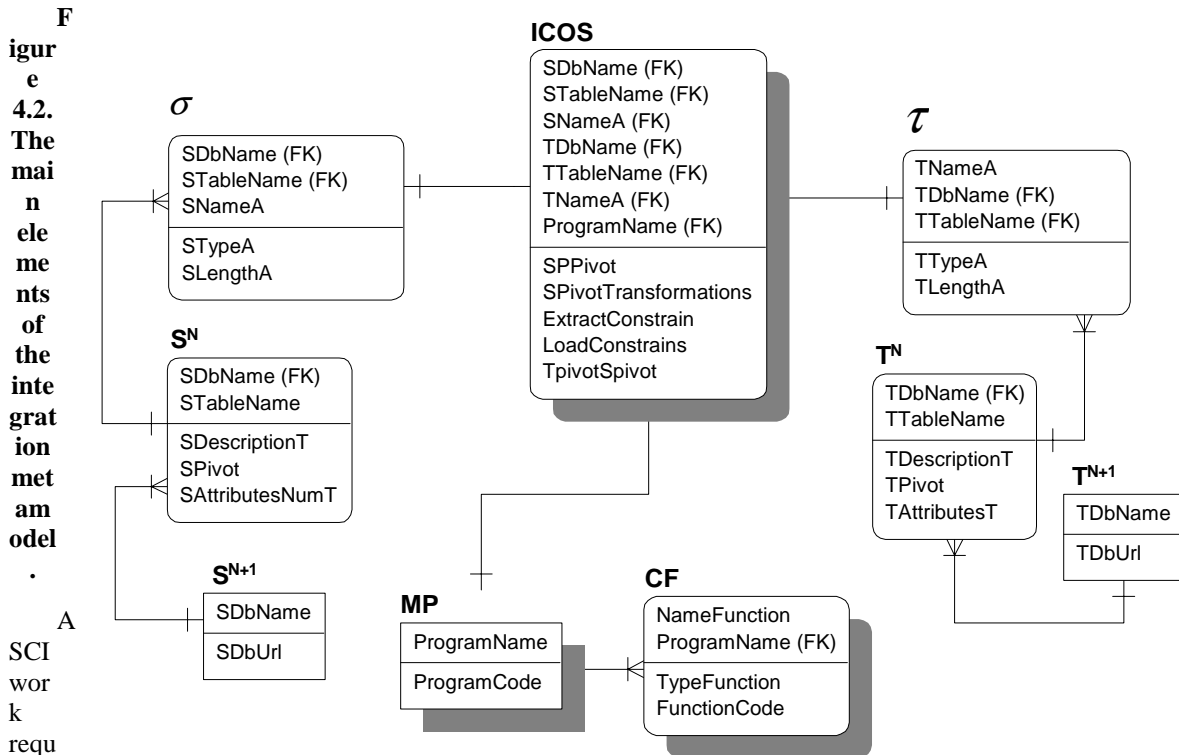 F
igur
e
4.2.
The
mai
n
ele
me
nts
of
the
inte
grat
ion
met
am
odel
.
A
SCI
wor
k
requ
σ
SDbName (FK)
STableName (FK)
SNameA
STypeA
SLengthA
S^N
SDbName (FK)
STableName
SDescriptionT
SPivot
SAttributesNumT
S^N+1
SDbName
SDbUrl
ICOS
SDbName (FK)
STableName (FK)
SNameA (FK)
TDbName (FK)
TTableName (FK)
TNameA (FK)
ProgramName (FK)
SPPivot
SPivotTransformations
ExtractConstrain
LoadConstrains
TpivotSpivot
MP
ProgramName
ProgramCode
CF
NameFunction
ProgramName (FK)
TypeFunction
FunctionCode
τ
TNameA
TDbName (FK)
TTableName (FK)
TTypeA
TLengthA
T^N
TDbName (FK)
TTableName
TDescriptionT
TPivot
TAttributesT
T^N+1
TDbName
TDbUrl